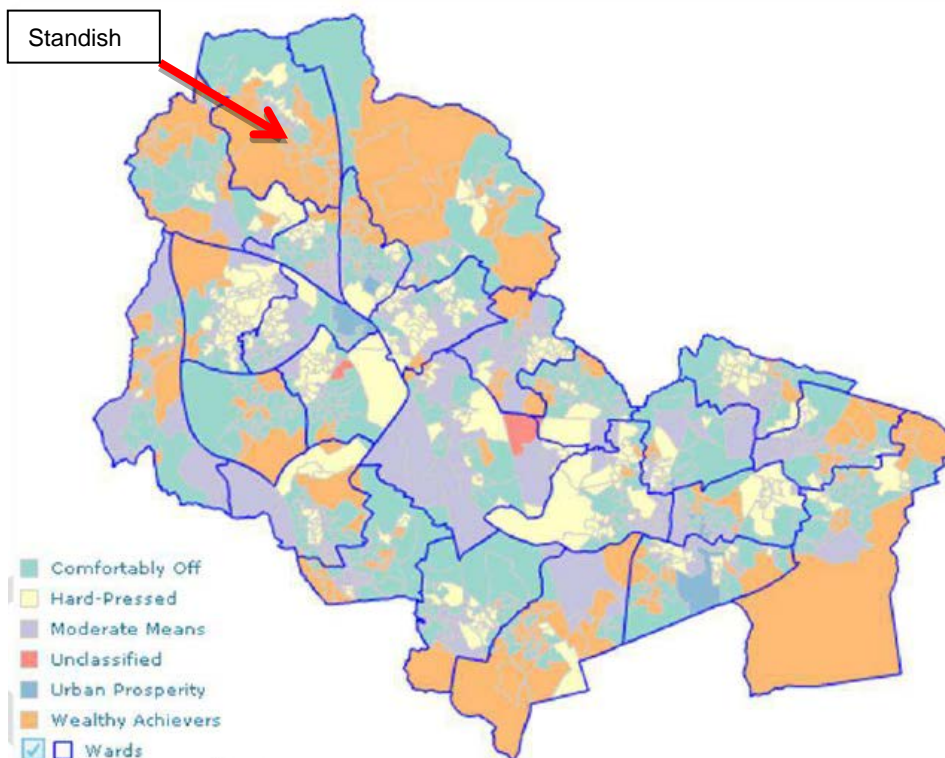 Standish
Comfortably Off
Hard-Pressed
Moderate Means
Unclassified
Urban Prosperity
Wealthy Achievers
Wards